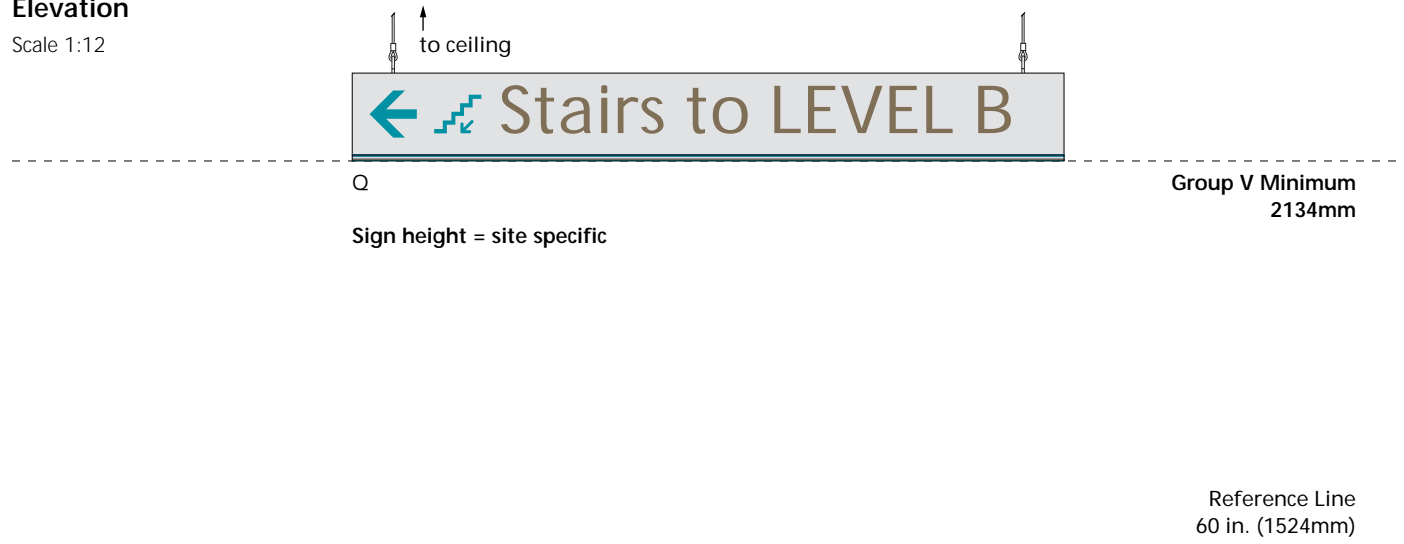 Elevation
Scale 1:12
to ceiling
Stairs to LEVEL B
Q
Group V Minimum
2134mm
Sign height = site specific
Reference Line
60 in. (1524mm)